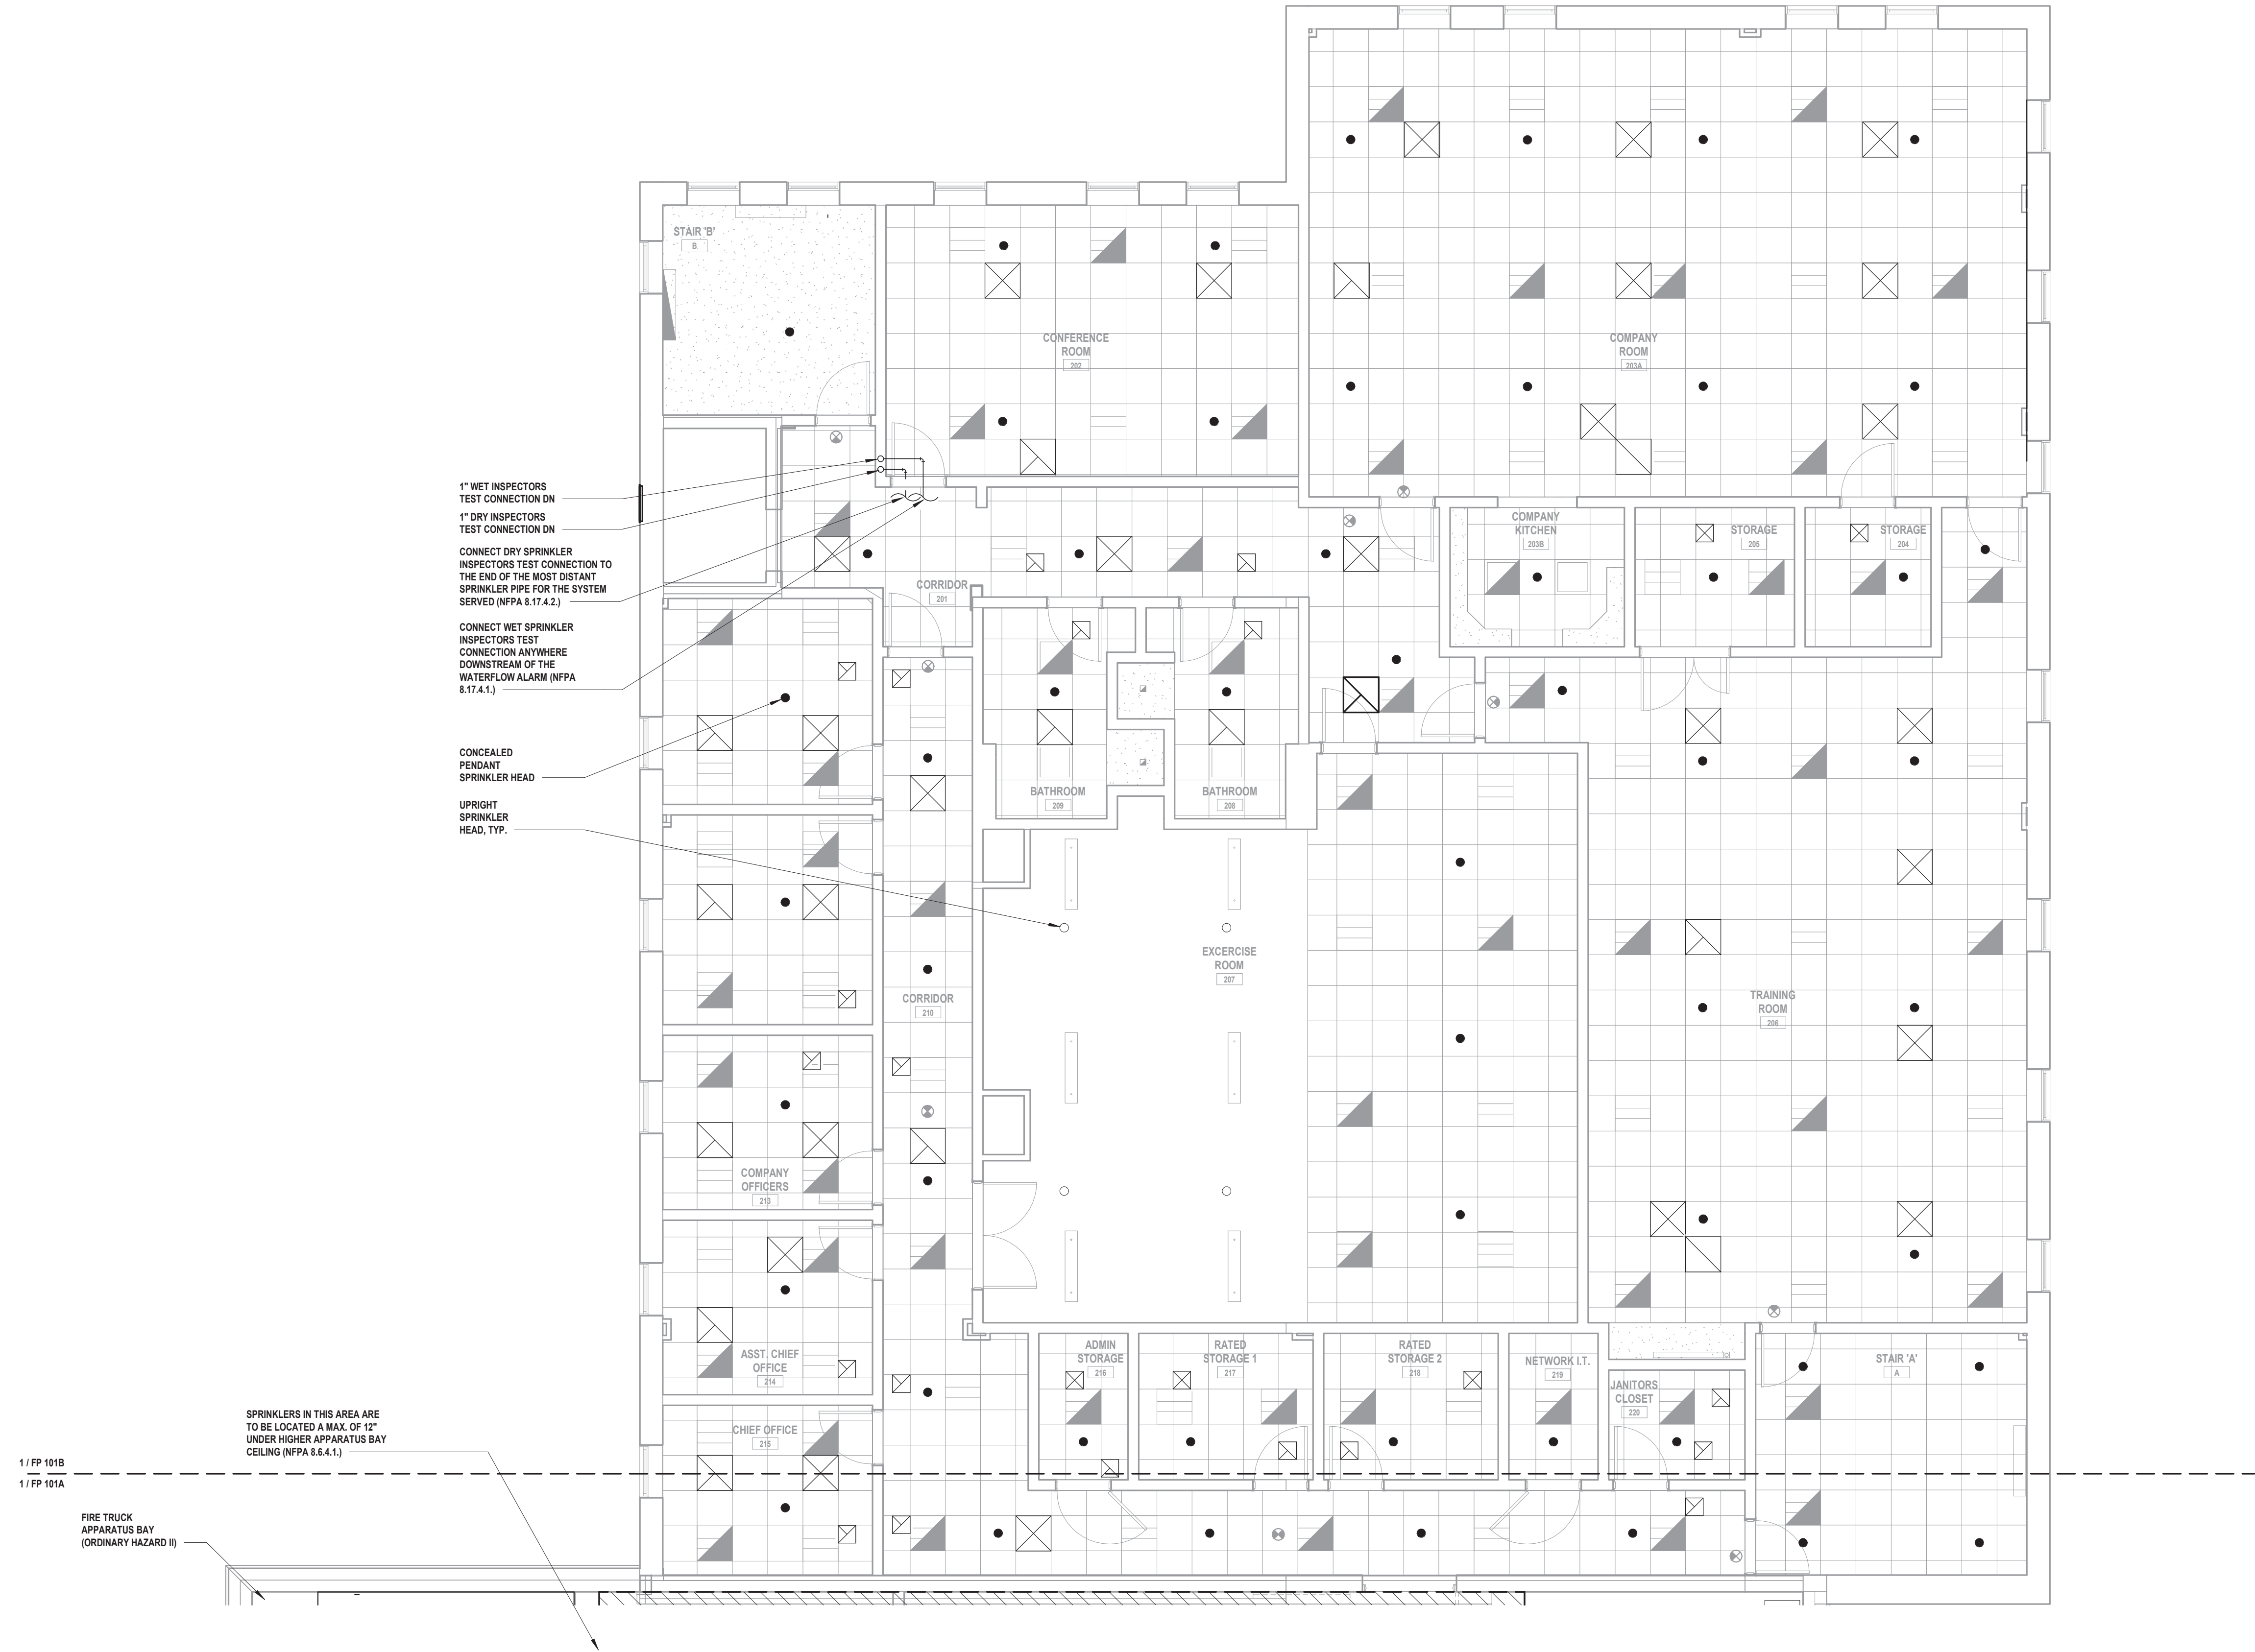 STAIR 'B'
B
CONFERENCE
ROOM
202
COMPANY
ROOM
203A
1" WET INSPECTORS
TEST CONNECTION DN
1" DRY INSPECTORS
TEST CONNECTION DN
CONNECT DRY SPRINKLER
INSPECTORS TEST CONNECTION TO
THE END OF THE MOST DISTANT
SPRINKLER PIPE FOR THE SYSTEM
SERVED (NFPA 8.17.4.2.)
CONNECT WET SPRINKLER
INSPECTORS TEST
CONNECTION ANYWHERE
DOWNSTREAM OF THE
WATERFLOW ALARM (NFPA
8.17.4.1.)
CONCEALED
PENDANT
SPRINKLER HEAD
UPRIGHT
SPRINKLER
HEAD, TYP.
COMPANY
KITCHEN
203B
STORAGE
205
STORAGE
204
CORRIDOR
201
BATHROOM
209
BATHROOM
208
EXCERCISE
ROOM
207
CORRIDOR
210
TRAINING
ROOM
206
COMPANY
OFFICERS
213
ASST. CHIEF
OFFICE
214
CHIEF OFFICE
215
ADMIN
STORAGE
216
RATED
STORAGE 1
217
RATED
STORAGE 2
218
NETWORK I.T.
219
JANITORS
CLOSET
220
STAIR 'A'
A
SPRINKLERS IN THIS AREA ARE
TO BE LOCATED A MAX. OF 12"
UNDER HIGHER APPARATUS BAY
CEILING (NFPA 8.6.4.1.)
1 / FP 101B
1 / FP 101A
FIRE TRUCK
APPARATUS BAY
(ORDINARY HAZARD II)